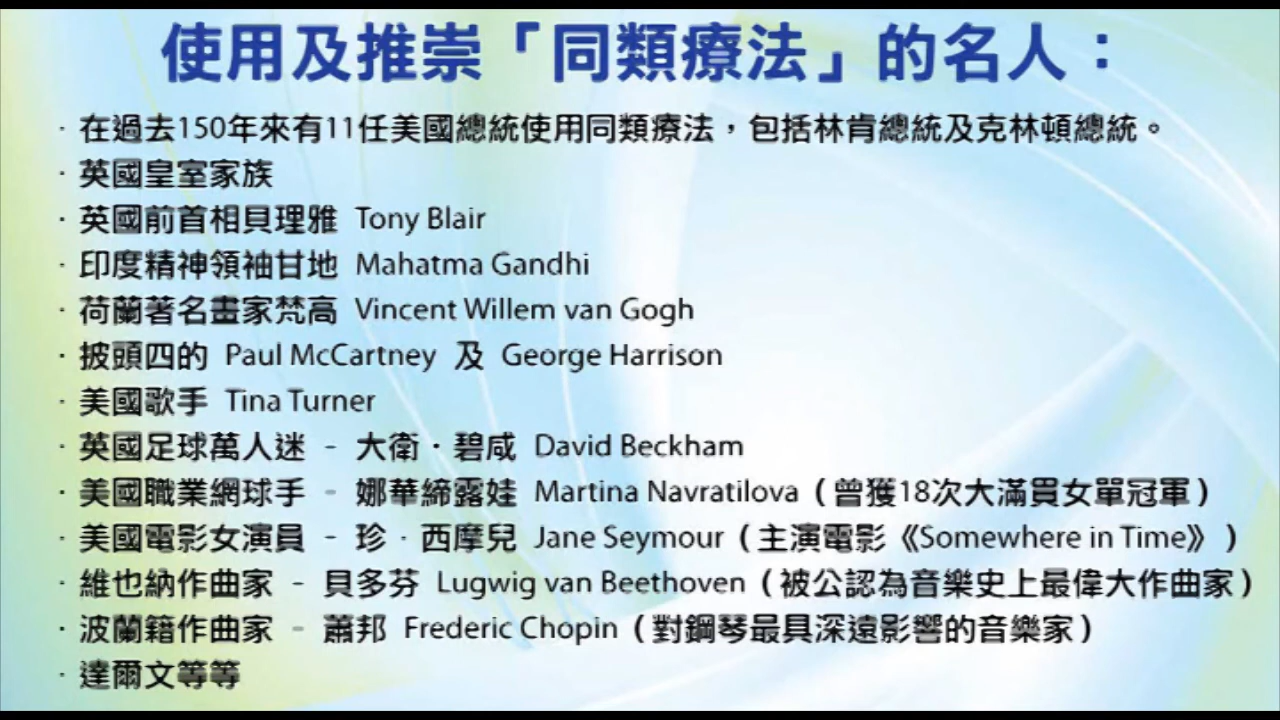 使用及推崇「同類療法」的名人：
· 在過去150年來有11任美國總統使用同類療法，包括林肯總統及克林頓總統。
· 英國皇室家族
· 英國前首相貝理雅 Tony Blair
· 印度精神領袖甘地 Mahatma Gandhi
· 荷蘭著名畫家梵高 Vincent Willem van Gogh
· 披頭四的 Paul McCartney 及 George Harrison
· 美國歌手 Tina Turner
· 英國足球萬人迷 - 大衛·碧咸 David Beckham
· 美國職業網球手 - 娜華締露娃 Martina Navratilova（曾獲18次大滿貫女單冠軍）
· 美國電影女演員 - 珍·西摩兒 Jane Seymour（主演電影《Somewhere in Time》）
· 維也納作曲家 - 貝多芬 Lugwig van Beethoven（被公認為音樂史上最偉大作曲家）
· 波蘭籍作曲家 - 蕭邦 Frederic Chopin（對鋼琴最具深遠影響的音樂家）
· 達爾文等等